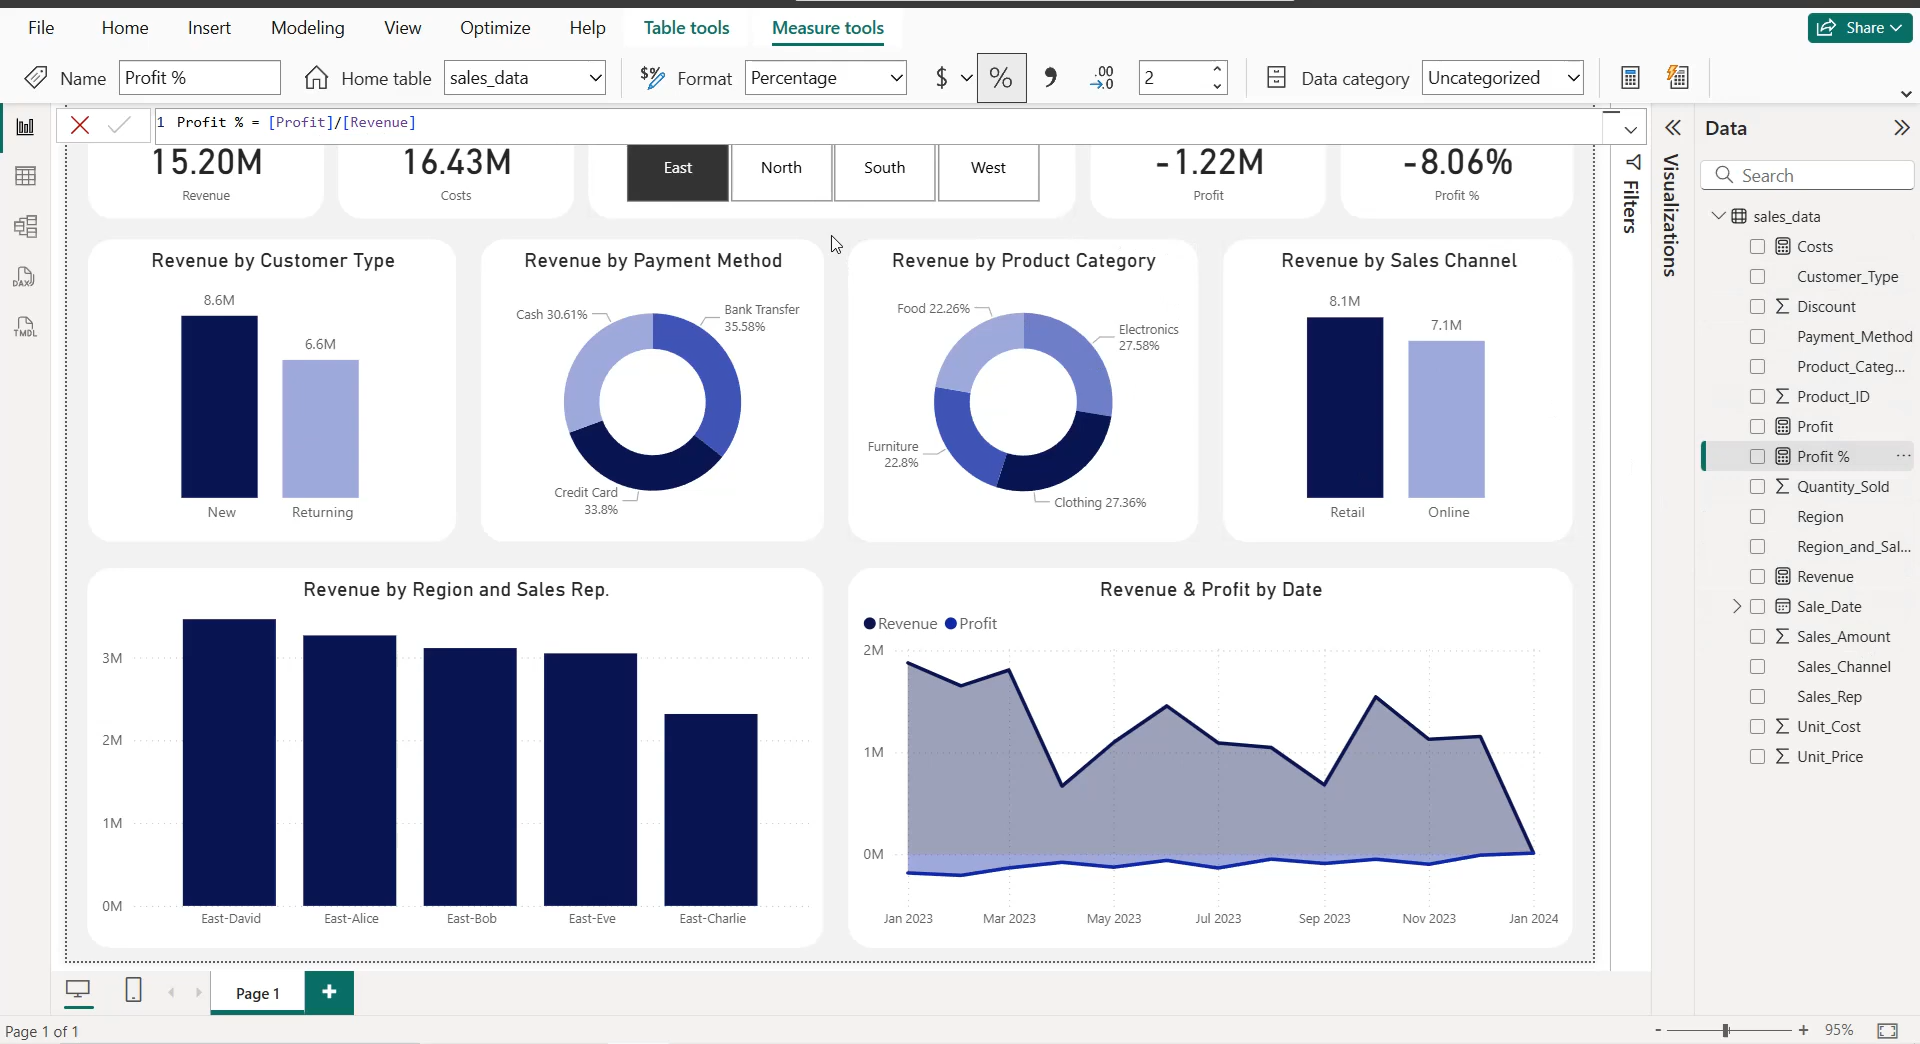 File Home Insert Modeling View Optimize Help Table tools Measure tools Share
Name Profit % Home table sales_data Format Percentage $ % , .00 2 Data category Uncategorized
1 Profit % = [Profit]/[Revenue]
Data
Search
Filters
Visualizations
15.20M
Revenue
16.43M
Costs
East North South West
-1.22M
Profit
-8.06%
Profit %
Revenue by Customer Type
8.6M
6.6M
New Returning
Revenue by Payment Method
Cash 30.61%
Bank Transfer
35.58%
Credit Card
33.8%
Revenue by Product Category
Food 22.26%
Electronics
27.58%
Furniture
22.8%
Clothing 27.36%
Revenue by Sales Channel
8.1M
7.1M
Retail Online
Revenue by Region and Sales Rep.
3M
2M
1M
0M
East-David East-Alice East-Bob East-Eve East-Charlie
Revenue & Profit by Date
Revenue Profit
2M
1M
0M
Jan 2023 Mar 2023 May 2023 Jul 2023 Sep 2023 Nov 2023 Jan 2024
sales_data
Costs
Customer_Type
Discount
Payment_Method
Product_Categ...
Product_ID
Profit
Profit %
Quantity_Sold
Region
Region_and_Sal...
Revenue
Sale_Date
Sales_Amount
Sales_Channel
Sales_Rep
Unit_Cost
Unit_Price
DAX
TMDL
Page 1 +
Page 1 of 1
- + 95%